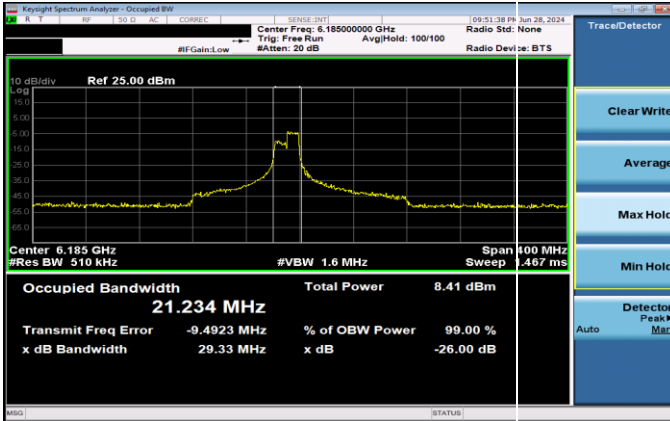 Keysight Spectrum Analyzer - Occupied BW
LXI R T RF 50 Ω AC CORREC SENSE:INT 09:51:38 PM Jun 28, 2024
Center Freq: 6.185000000 GHz Radio Std: None
Trig: Free Run Avg|Hold: 100/100
#IFGain:Low #Atten: 20 dB Radio Device: BTS
Trace/Detector
10 dB/div Ref 25.00 dBm
Log
15.0
5.00
-5.00
-15.0
-25.0
-35.0
-45.0
-55.0
-65.0
Center 6.185 GHz Span 400 MHz
#Res BW 510 kHz #VBW 1.6 MHz Sweep 1.467 ms
Occupied Bandwidth Total Power 8.41 dBm
21.234 MHz
Transmit Freq Error -9.4923 MHz % of OBW Power 99.00 %
x dB Bandwidth 29.33 MHz x dB -26.00 dB
Clear Write
Average
Max Hold
Min Hold
Detector
Peak
Auto Man
MSG STATUS